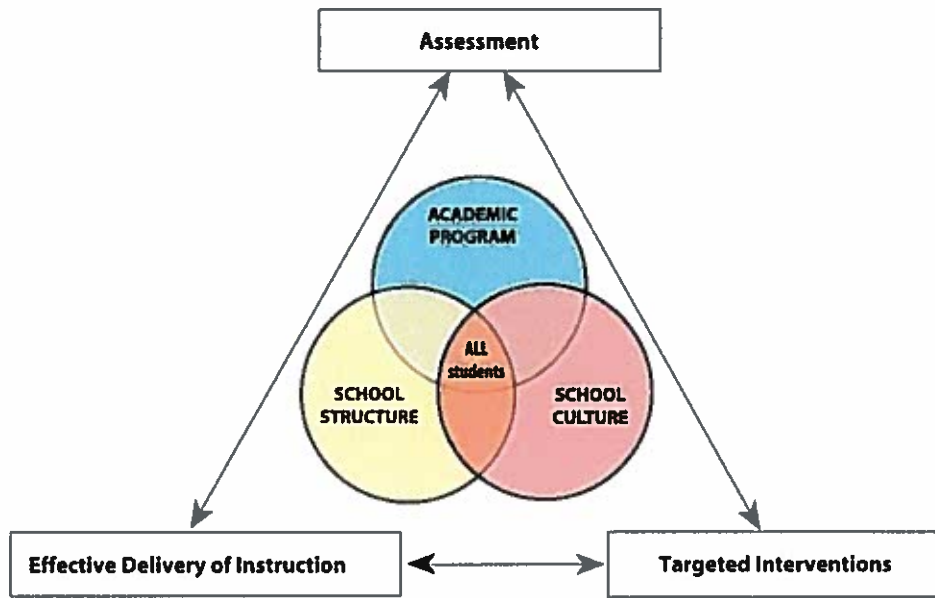 Assessment
ACADEMIC
PROGRAM
ALL
students
SCHOOL
STRUCTURE
SCHOOL
CULTURE
Effective Delivery of Instruction
Targeted Interventions